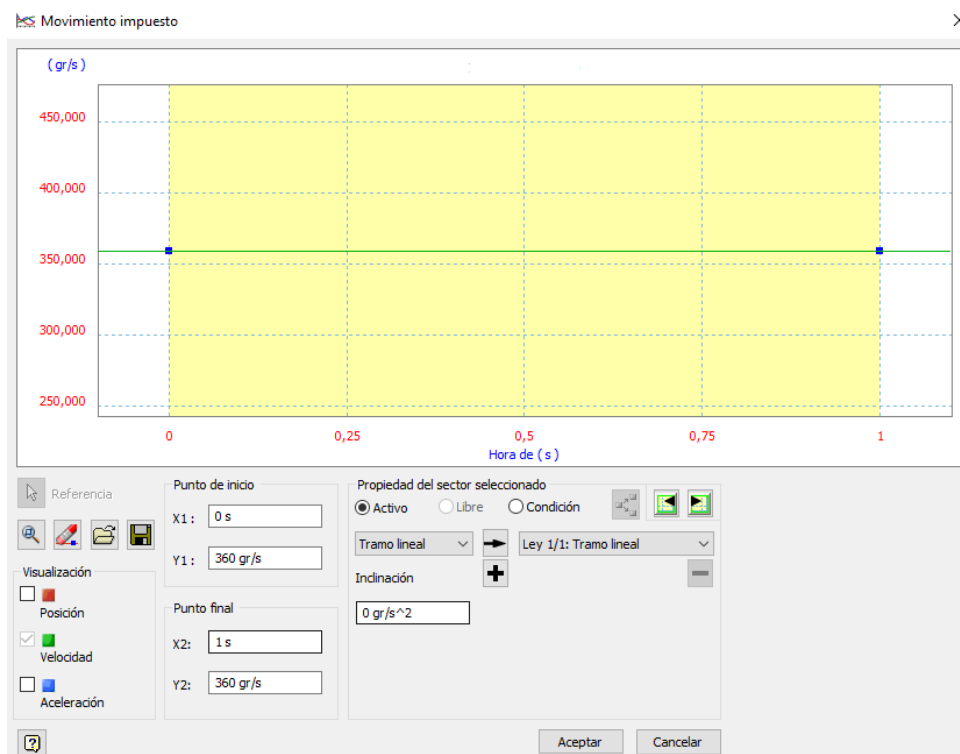 Movimiento impuesto
( gr/s )
450,000
400,000
350,000
300,000
250,000
0 0,25 0,5 0,75 1
Hora de ( s )
Referencia
Visualización
Posición
Velocidad
Aceleración
Punto de inicio
X1: 0 s
Y1: 360 gr/s
Punto final
X2: 1 s
Y2: 360 gr/s
Propiedad del sector seleccionado
Activo Libre Condición
Tramo lineal Ley 1/1: Tramo lineal
Inclinación
0 gr/s^2
Aceptar Cancelar